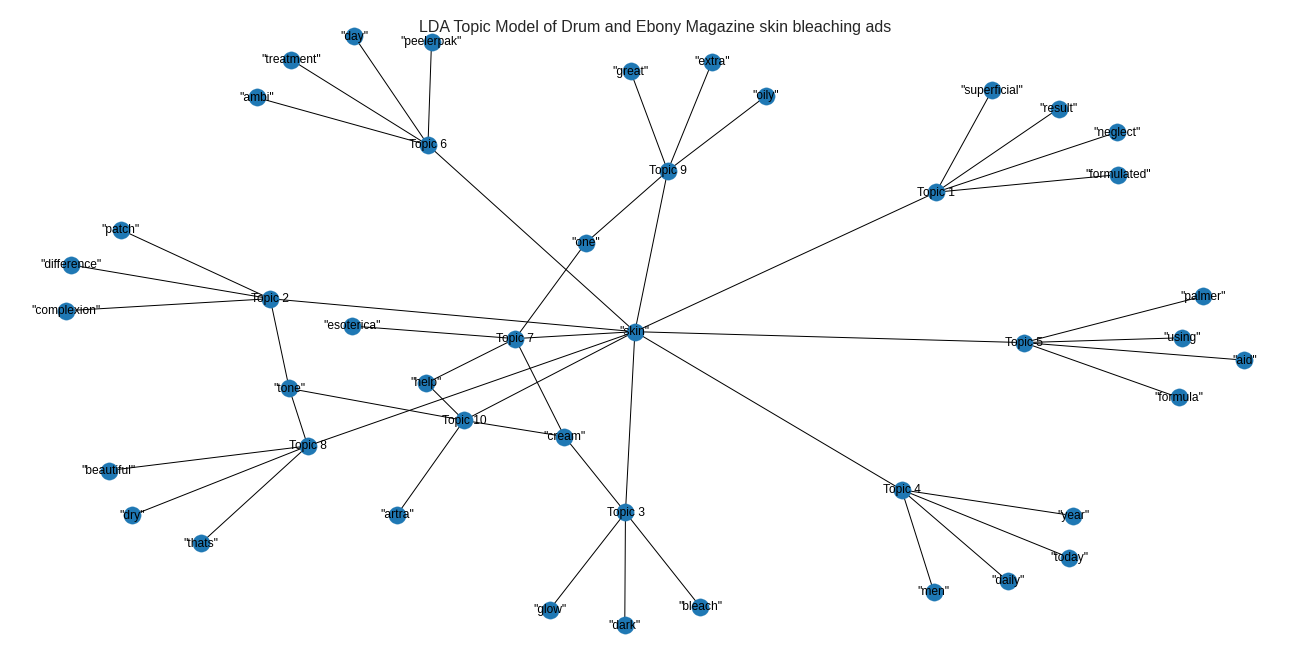 LDA Topic Model of Drum and Ebony Magazine skin bleaching ads
"day"
"peelerpak"
"treatment"
"ambi"
Topic 6
"great"
"extra"
"oily"
Topic 9
"superficial"
"result"
"neglect"
"formulated"
Topic 1
"patch"
"difference"
"complexion"
Topic 2
"one"
"esoterica"
Topic 7
"skin"
"palmer"
"using"
"aid"
"formula"
Topic 5
"help"
"tone"
Topic 10
"cream"
Topic 8
"beautiful"
"dry"
"thats"
"artra"
Topic 3
"glow"
"dark"
"bleach"
Topic 4
"year"
"today"
"daily"
"men"